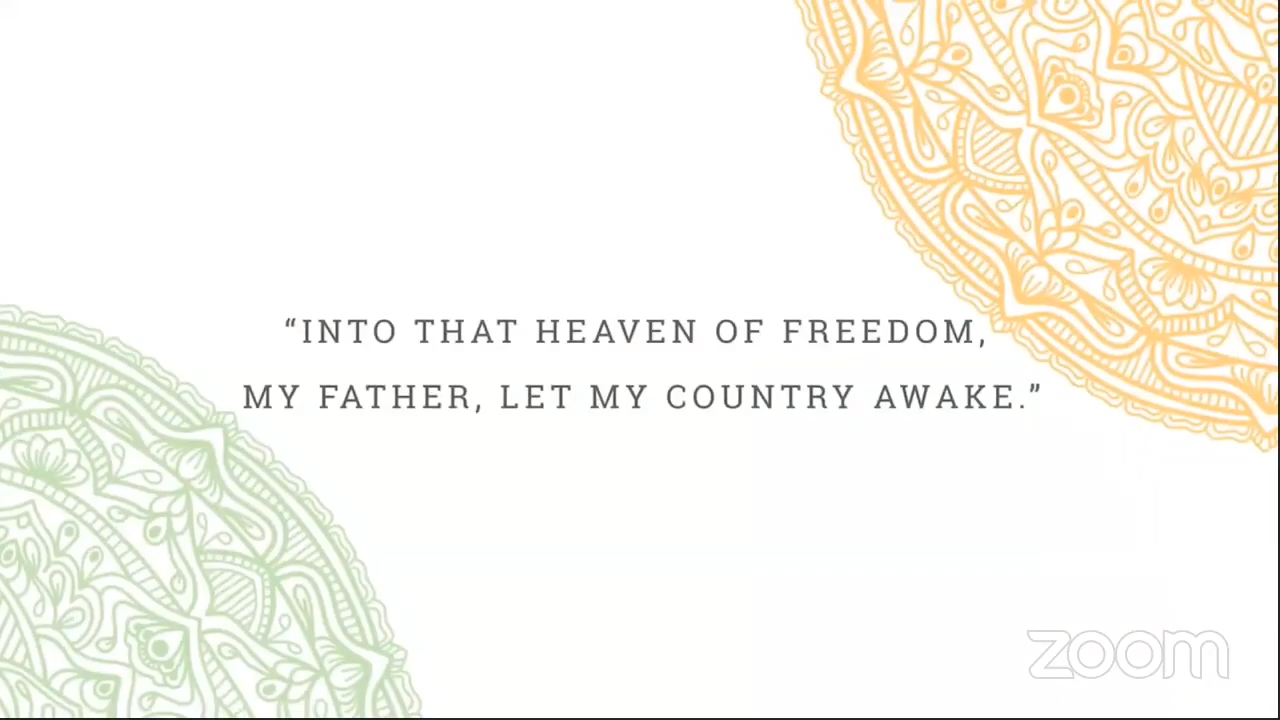 “INTO THAT HEAVEN OF FREEDOM,
MY FATHER, LET MY COUNTRY AWAKE.”
zoom